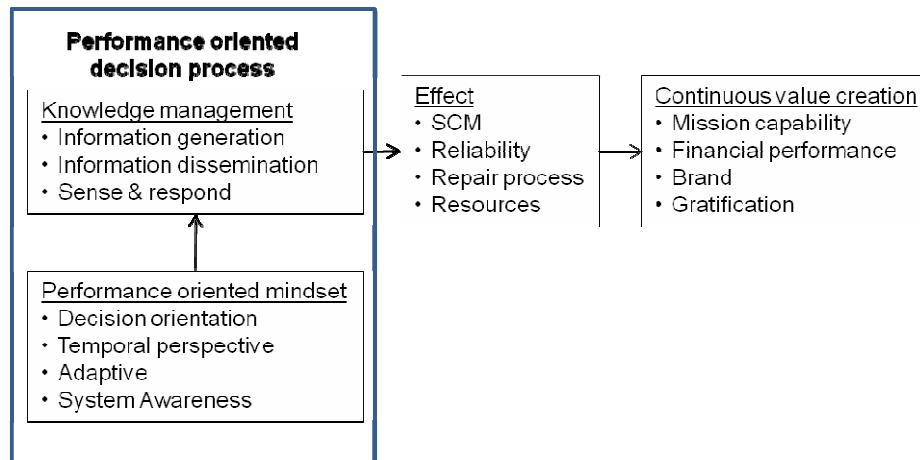 Performance oriented
decision process
Knowledge management
• Information generation
• Information dissemination
• Sense & respond
Performance oriented mindset
• Decision orientation
• Temporal perspective
• Adaptive
• System Awareness
Effect
• SCM
• Reliability
• Repair process
• Resources
Continuous value creation
• Mission capability
• Financial performance
• Brand
• Gratification